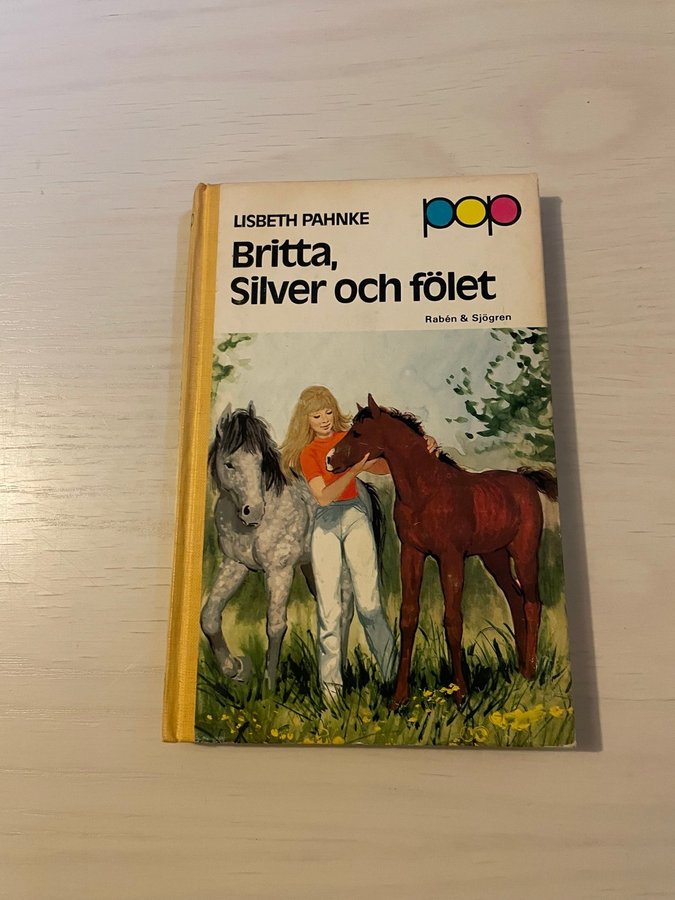 LISBETH PAHNKE
pop
Britta,
Silver och fölet
Rabén & Sjögren